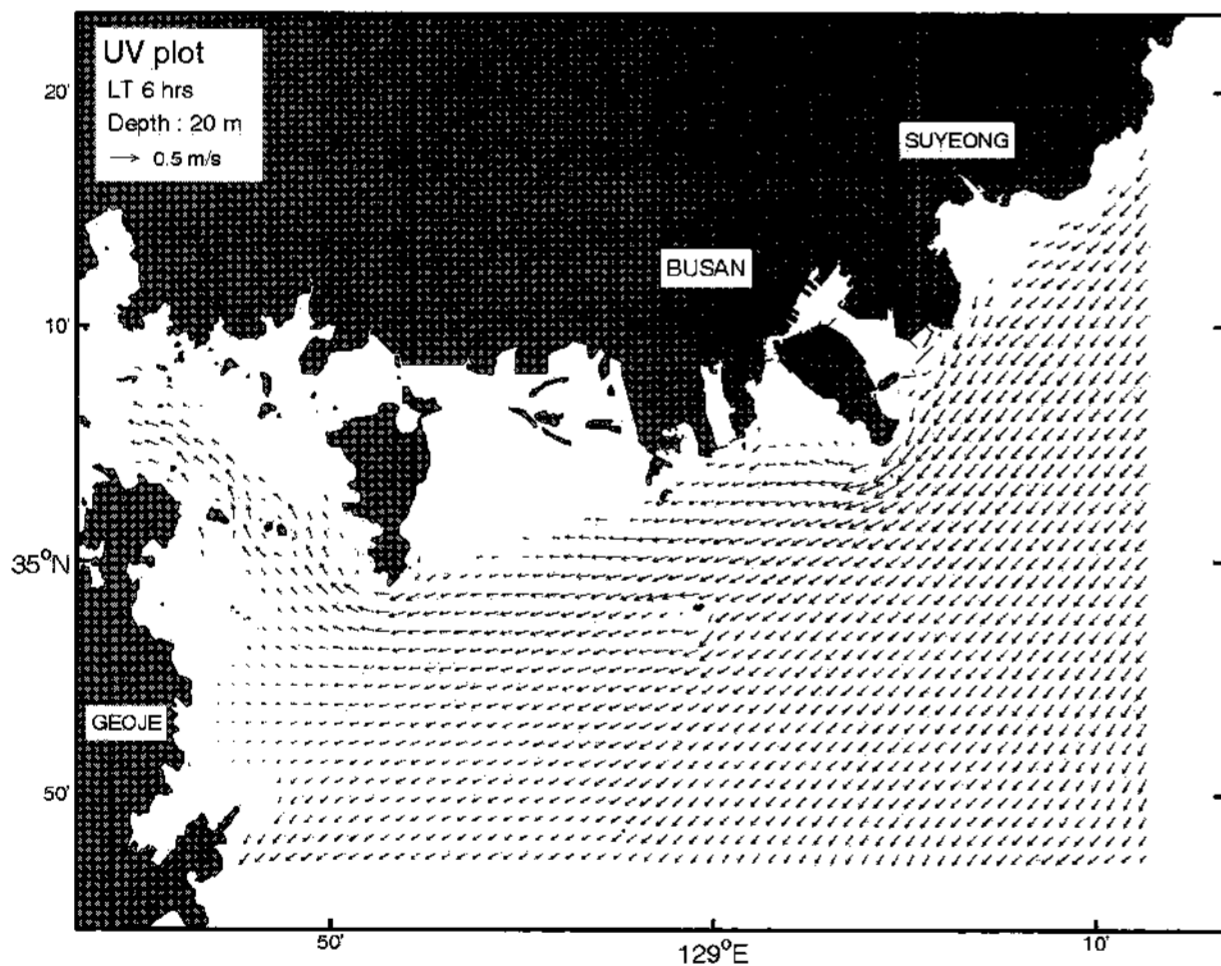 UV plot
LT 6 hrs
Depth : 20 m
0.5 m/s
20'
SUYEONG
BUSAN
10'
35°N
GEOJE
50'
50'
129°E
10'